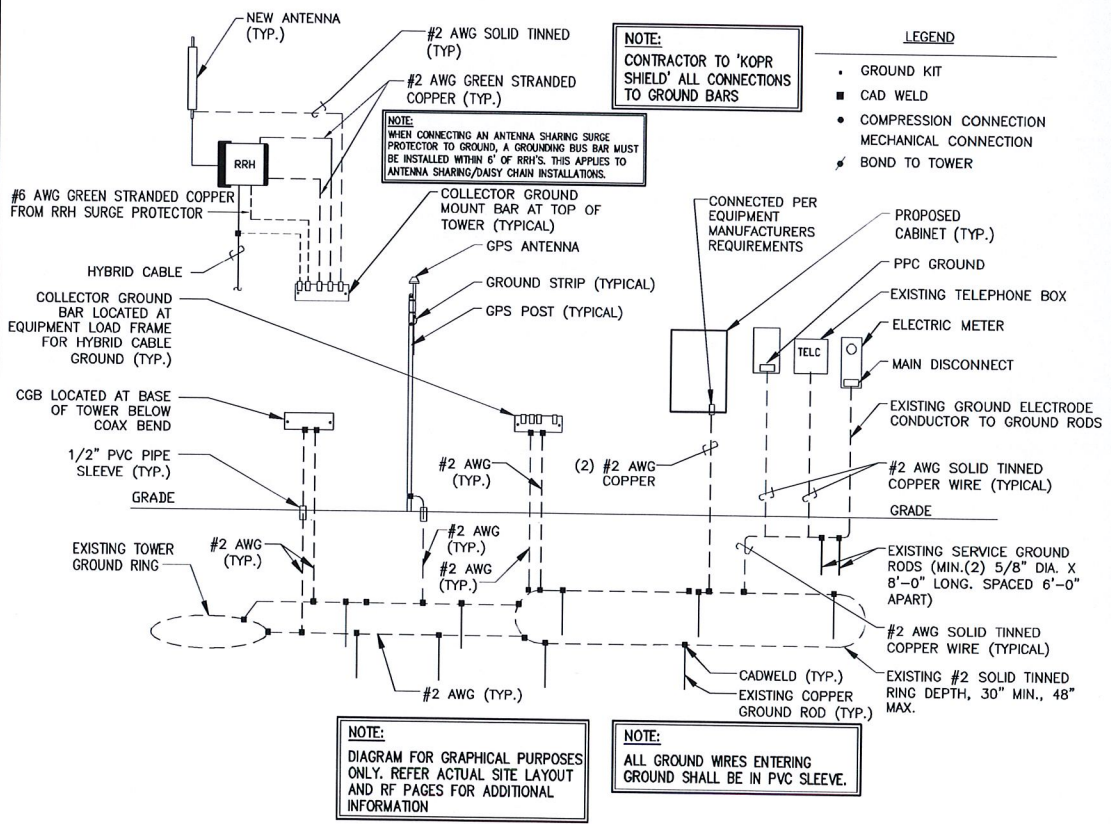 NEW ANTENNA
(TYP.)
#2 AWG SOLID TINNED
(TYP)
#2 AWG GREEN STRANDED
COPPER (TYP.)
NOTE:
CONTRACTOR TO 'KOPR
SHIELD' ALL CONNECTIONS
TO GROUND BARS
LEGEND
GROUND KIT
CAD WELD
COMPRESSION CONNECTION
MECHANICAL CONNECTION
BOND TO TOWER
NOTE:
WHEN CONNECTING AN ANTENNA SHARING SURGE
PROTECTOR TO GROUND, A GROUNDING BUS BAR MUST
BE INSTALLED WITHIN 6' OF RRH'S. THIS APPLIES TO
ANTENNA SHARING/DAISY CHAIN INSTALLATIONS.
RRH
#6 AWG GREEN STRANDED COPPER
FROM RRH SURGE PROTECTOR
COLLECTOR GROUND
MOUNT BAR AT TOP OF
TOWER (TYPICAL)
CONNECTED PER
EQUIPMENT
MANUFACTURERS
REQUIREMENTS
PROPOSED
CABINET (TYP.)
GPS ANTENNA
PPC GROUND
HYBRID CABLE
GROUND STRIP (TYPICAL)
EXISTING TELEPHONE BOX
COLLECTOR GROUND
BAR LOCATED AT
EQUIPMENT LOAD FRAME
FOR HYBRID CABLE
GROUND (TYP.)
GPS POST (TYPICAL)
ELECTRIC METER
TELC
MAIN DISCONNECT
CGB LOCATED AT BASE
OF TOWER BELOW
COAX BEND
EXISTING GROUND ELECTRODE
CONDUCTOR TO GROUND RODS
1/2" PVC PIPE
SLEEVE (TYP.)
#2 AWG
(TYP.)
(2) #2 AWG
COPPER
#2 AWG SOLID TINNED
COPPER WIRE (TYPICAL)
GRADE
GRADE
EXISTING TOWER
GROUND RING
#2 AWG
(TYP.)
#2 AWG
(TYP.)
#2 AWG
(TYP.)
EXISTING SERVICE GROUND
RODS (MIN.(2) 5/8" DIA. X
8'-0" LONG. SPACED 6'-0"
APART)
#2 AWG SOLID TINNED
COPPER WIRE (TYPICAL)
#2 AWG (TYP.)
CADWELD (TYP.)
EXISTING COPPER
GROUND ROD (TYP.)
EXISTING #2 SOLID TINNED
RING DEPTH, 30" MIN., 48"
MAX.
NOTE:
DIAGRAM FOR GRAPHICAL PURPOSES
ONLY. REFER ACTUAL SITE LAYOUT
AND RF PAGES FOR ADDITIONAL
INFORMATION
NOTE:
ALL GROUND WIRES ENTERING
GROUND SHALL BE IN PVC SLEEVE.